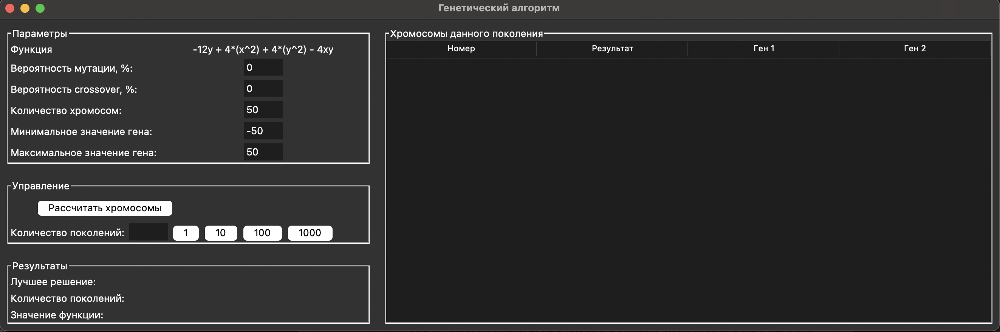 Генетический алгоритм
Параметры
Функция -12y + 4*(x^2) + 4*(y^2) - 4xy
Вероятность мутации, %: 0
Вероятность crossover, %: 0
Количество хромосом: 50
Минимальное значение гена: -50
Максимальное значение гена: 50
Управление
Рассчитать хромосомы
Количество поколений: 1 10 100 1000
Результаты
Лучшее решение:
Количество поколений:
Значение функции:
Хромосомы данного поколения
Номер Результат Ген 1 Ген 2